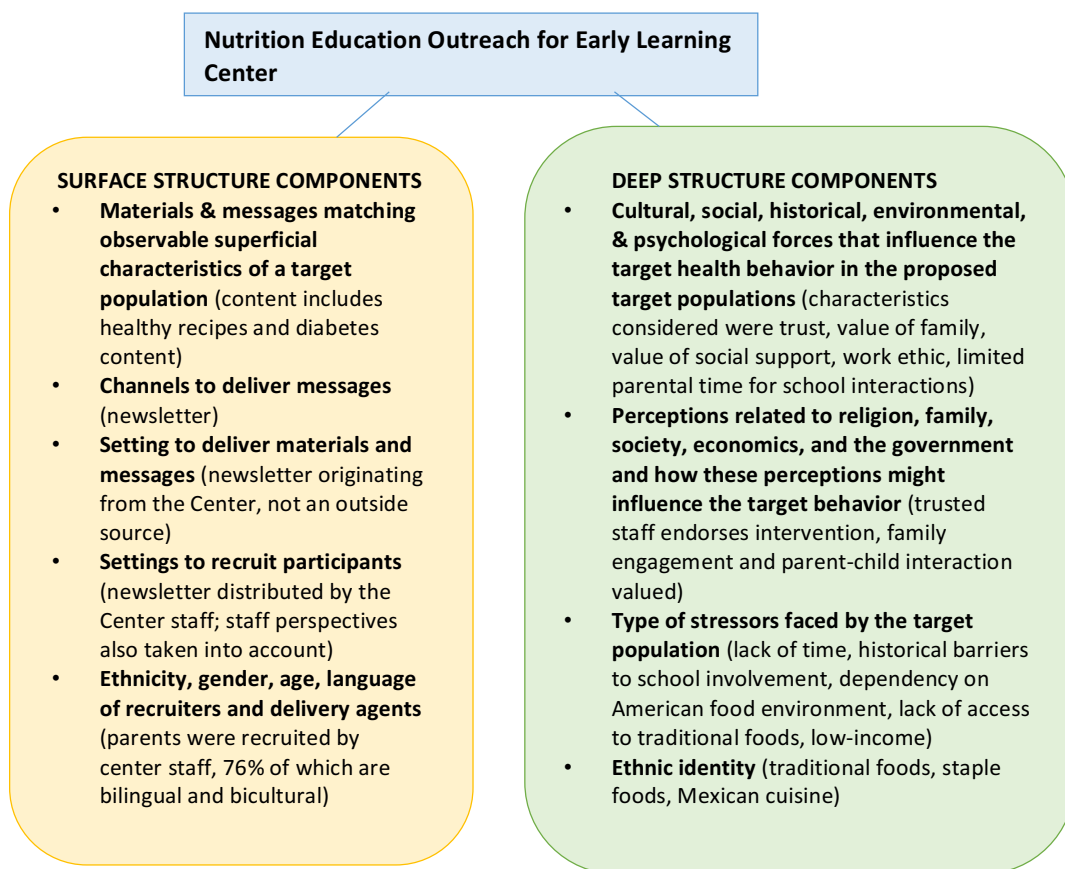 Nutrition Education Outreach for Early Learning
Center
SURFACE STRUCTURE COMPONENTS
• Materials & messages matching
observable superficial
characteristics of a target
population (content includes
healthy recipes and diabetes
content)
• Channels to deliver messages
(newsletter)
• Setting to deliver materials and
messages (newsletter originating
from the Center, not an outside
source)
• Settings to recruit participants
(newsletter distributed by the
Center staff; staff perspectives
also taken into account)
• Ethnicity, gender, age, language
of recruiters and delivery agents
(parents were recruited by
center staff, 76% of which are
bilingual and bicultural)
DEEP STRUCTURE COMPONENTS
• Cultural, social, historical, environmental,
& psychological forces that influence the
target health behavior in the proposed
target populations (characteristics
considered were trust, value of family,
value of social support, work ethic, limited
parental time for school interactions)
• Perceptions related to religion, family,
society, economics, and the government
and how these perceptions might
influence the target behavior (trusted
staff endorses intervention, family
engagement and parent-child interaction
valued)
• Type of stressors faced by the target
population (lack of time, historical barriers
to school involvement, dependency on
American food environment, lack of access
to traditional foods, low-income)
• Ethnic identity (traditional foods, staple
foods, Mexican cuisine)